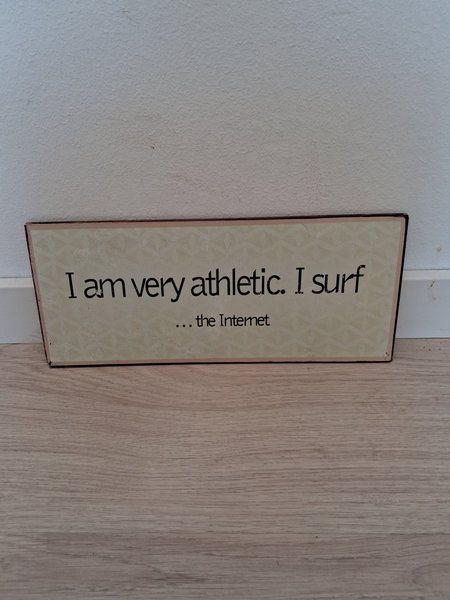 I am very athletic. I surf
...the Internet